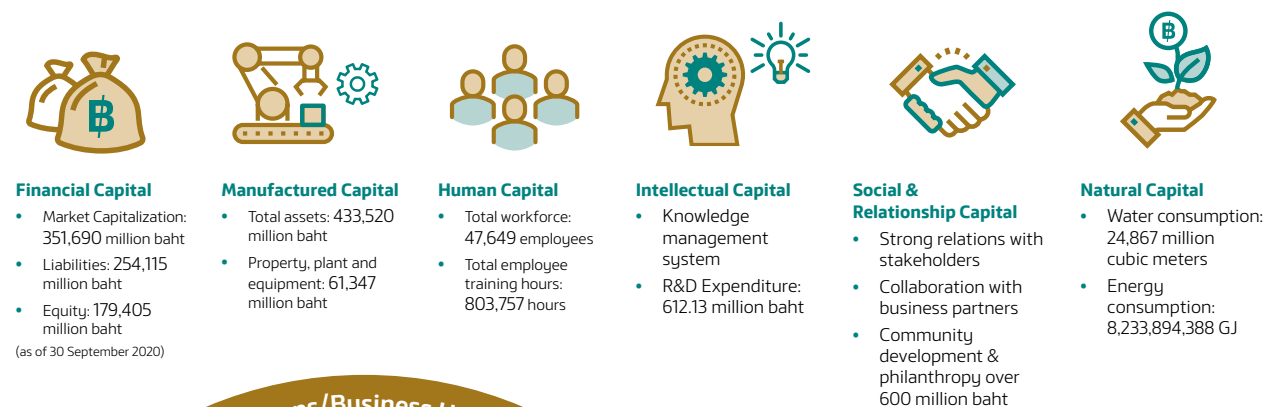 ฿
฿
Financial Capital
• Market Capitalization:
351,690 million baht
• Liabilities: 254,115
million baht
• Equity: 179,405
million baht
(as of 30 September 2020)
Manufactured Capital
• Total assets: 433,520
million baht
• Property, plant and
equipment: 61,347
million baht
Human Capital
• Total workforce:
47,649 employees
• Total employee
training hours:
803,757 hours
Intellectual Capital
• Knowledge
management
system
• R&D Expenditure:
612.13 million baht
Social &
Relationship Capital
• Strong relations with
stakeholders
• Collaboration with
business partners
• Community
development &
philanthropy over
600 million baht
Natural Capital
• Water consumption:
24,867 million
cubic meters
• Energy
consumption:
8,233,894,388 GJ
/Business